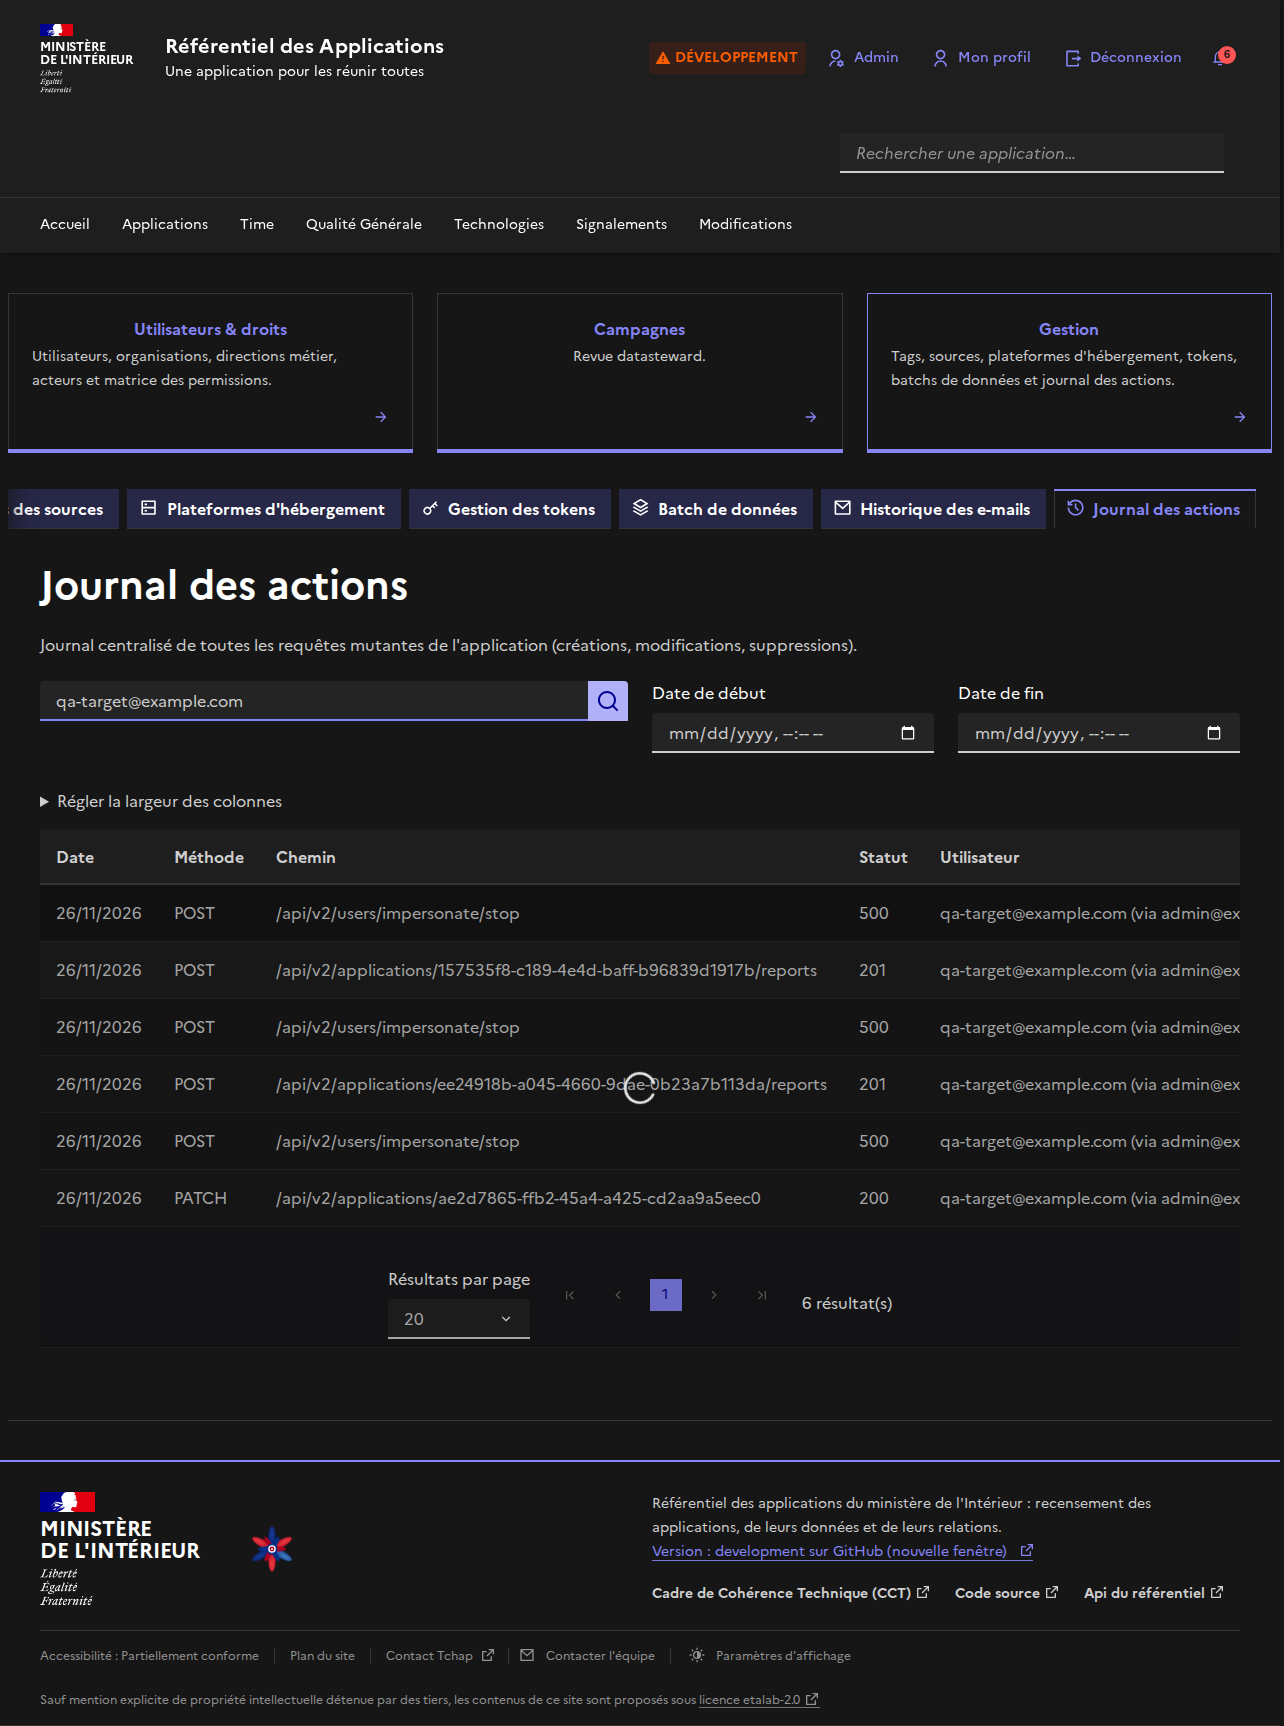 MINISTÈRE
DE L'INTÉRIEUR
Liberté
Égalité
Fraternité
Référentiel des Applications
Une application pour les réunir toutes
DÉVELOPPEMENT
Admin
Mon profil
Déconnexion
6
Rechercher une application...
Accueil
Applications
Time
Qualité Générale
Technologies
Signalements
Modifications
Utilisateurs & droits
Utilisateurs, organisations, directions métier,
acteurs et matrice des permissions.
Campagnes
Revue datasteward.
Gestion
Tags, sources, plateformes d'hébergement, tokens,
batchs de données et journal des actions.
des sources
Plateformes d'hébergement
Gestion des tokens
Batch de données
Historique des e-mails
Journal des actions
Journal des actions
Journal centralisé de toutes les requêtes mutantes de l'application (créations, modifications, suppressions).
qa-target@example.com
Date de début
mm/dd/yyyy, --:-- --
Date de fin
mm/dd/yyyy, --:-- --
Régler la largeur des colonnes
Date Méthode Chemin Statut Utilisateur
26/11/2026 POST /api/v2/users/impersonate/stop 500 qa-target@example.com (via admin@ex
26/11/2026 POST /api/v2/applications/157535f8-c189-4e4d-baff-b96839d1917b/reports 201 qa-target@example.com (via admin@ex
26/11/2026 POST /api/v2/users/impersonate/stop 500 qa-target@example.com (via admin@ex
26/11/2026 POST /api/v2/applications/ee24918b-a045-4660-9dae-0b23a7b113da/reports 201 qa-target@example.com (via admin@ex
26/11/2026 POST /api/v2/users/impersonate/stop 500 qa-target@example.com (via admin@ex
26/11/2026 PATCH /api/v2/applications/ae2d7865-ffb2-45a4-a425-cd2aa9a5eec0 200 qa-target@example.com (via admin@ex
Résultats par page
20
1
6 résultat(s)
MINISTÈRE
DE L'INTÉRIEUR
Liberté
Égalité
Fraternité
Référentiel des applications du ministère de l'Intérieur : recensement des
applications, de leurs données et de leurs relations.
Version : development sur GitHub (nouvelle fenêtre)
Cadre de Cohérence Technique (CCT)
Code source
Api du référentiel
Accessibilité : Partiellement conforme
Plan du site
Contact Tchap
Contacter l'équipe
Paramètres d'affichage
Sauf mention explicite de propriété intellectuelle détenue par des tiers, les contenus de ce site sont proposés sous licence etalab-2.0